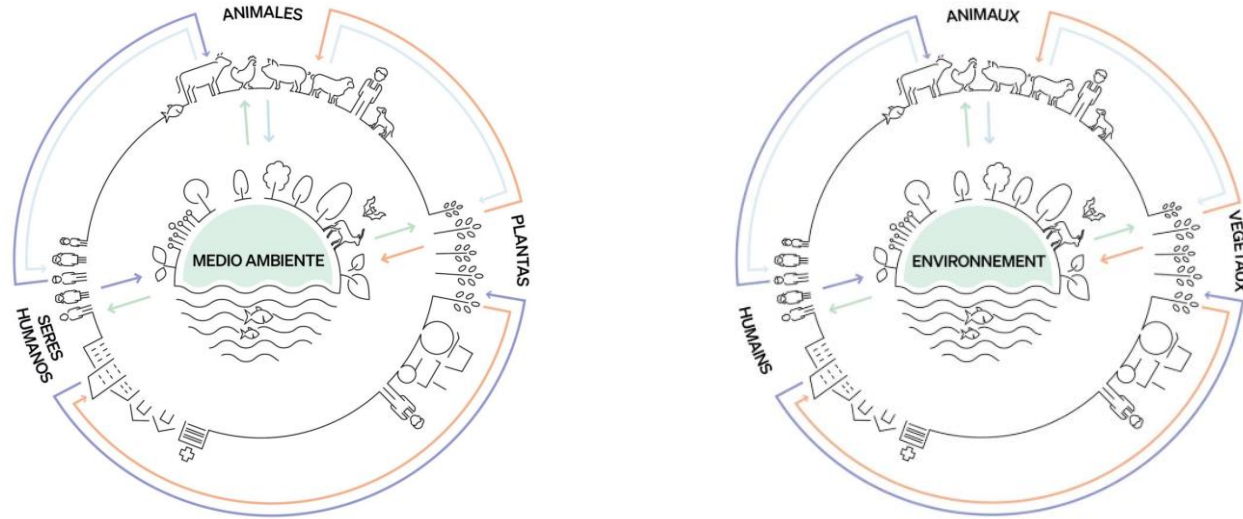 ANIMALES
MEDIO AMBIENTE
PLANTAS
SERES
HUMANOS
ANIMAUX
ENVIRONNEMENT
VEGETAUX
HUMAINS